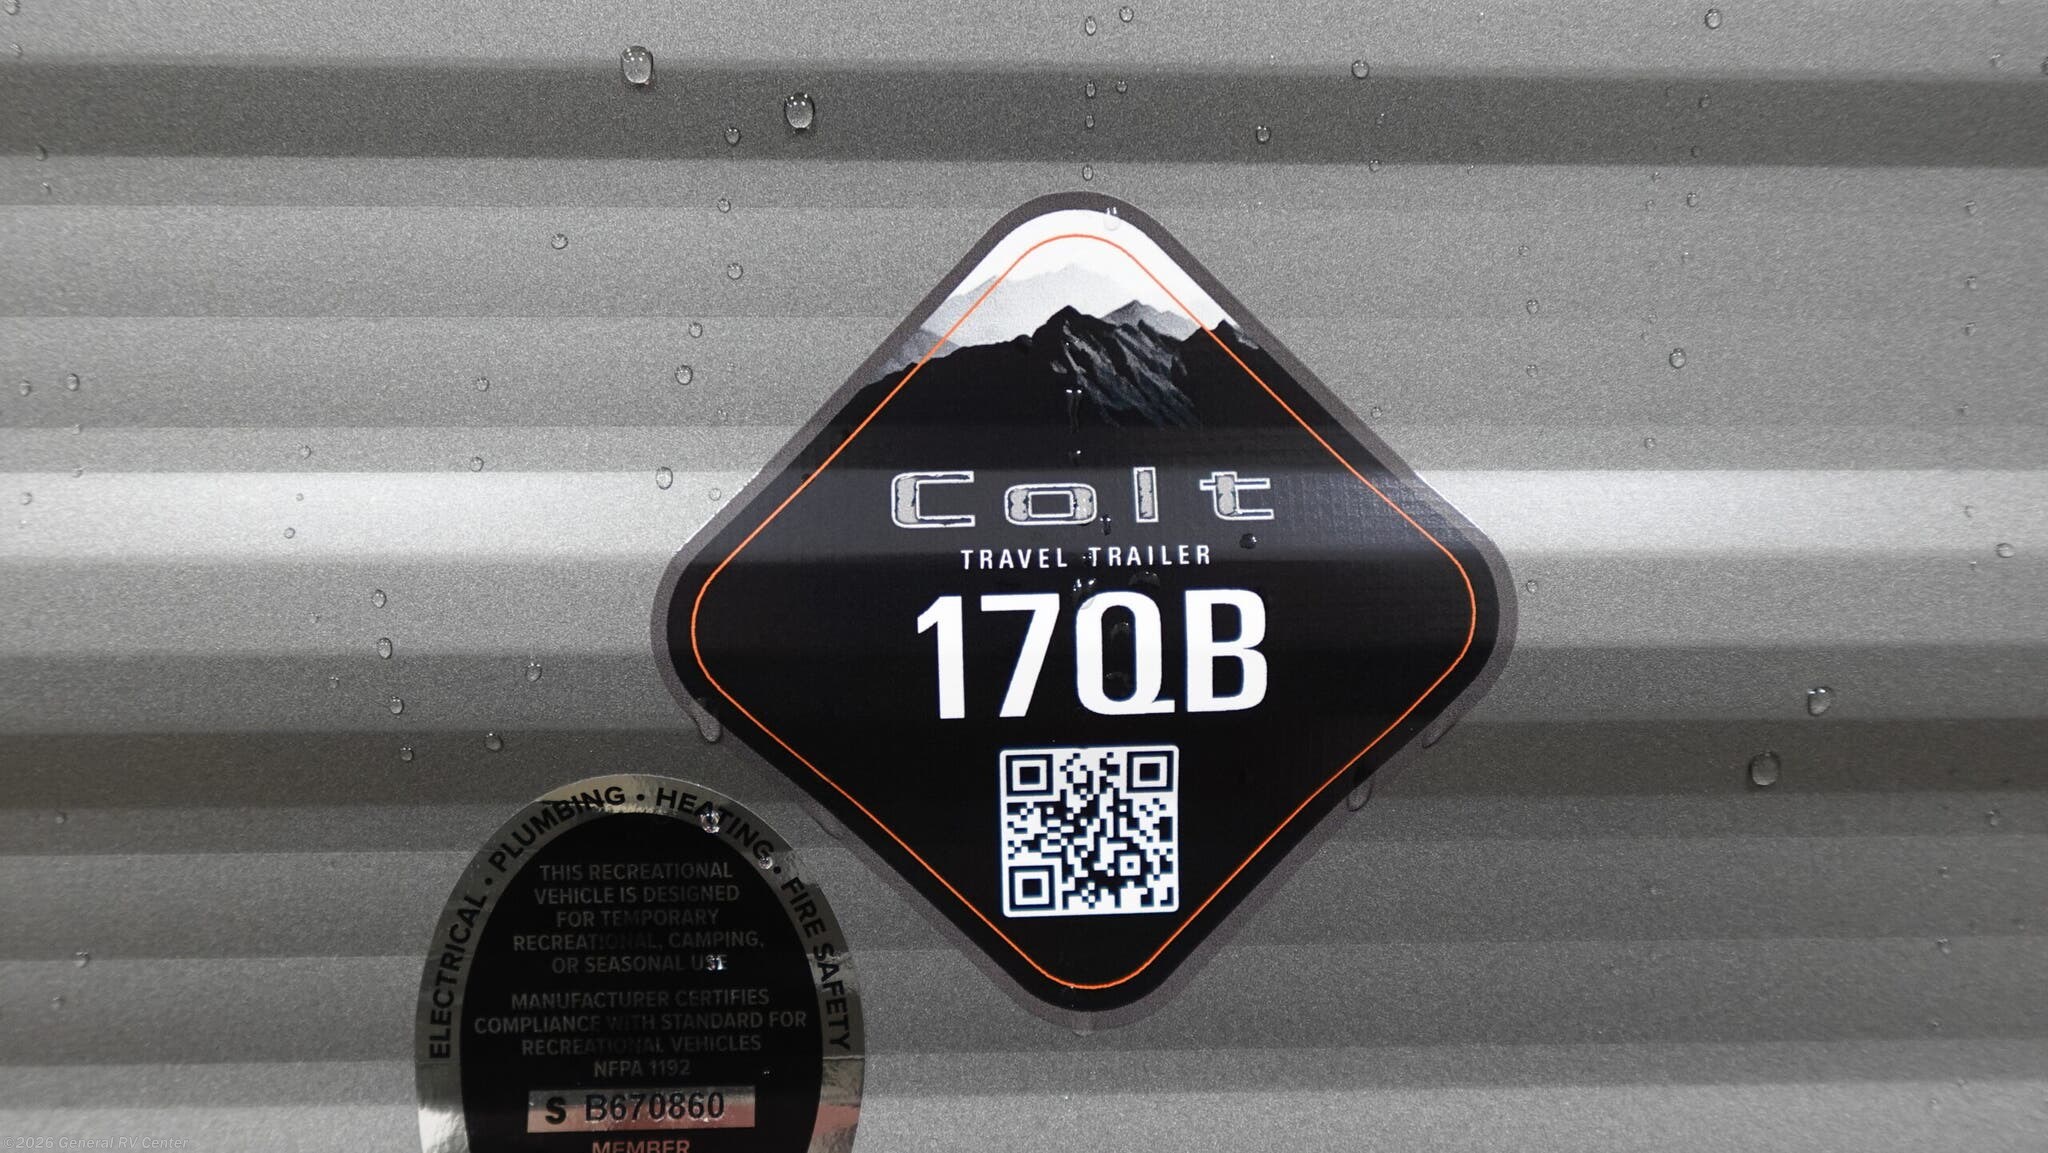 Colt
TRAVEL TRAILER
17QB
ELECTRICAL • PLUMBING • HEATING • FIRE SAFETY
THIS RECREATIONAL
VEHICLE IS DESIGNED
FOR TEMPORARY
RECREATIONAL, CAMPING,
OR SEASONAL USE
MANUFACTURER CERTIFIES
COMPLIANCE WITH STANDARD FOR
RECREATIONAL VEHICLES
NFPA 1192
S B670860
MEMBER
©2026 General RV Center